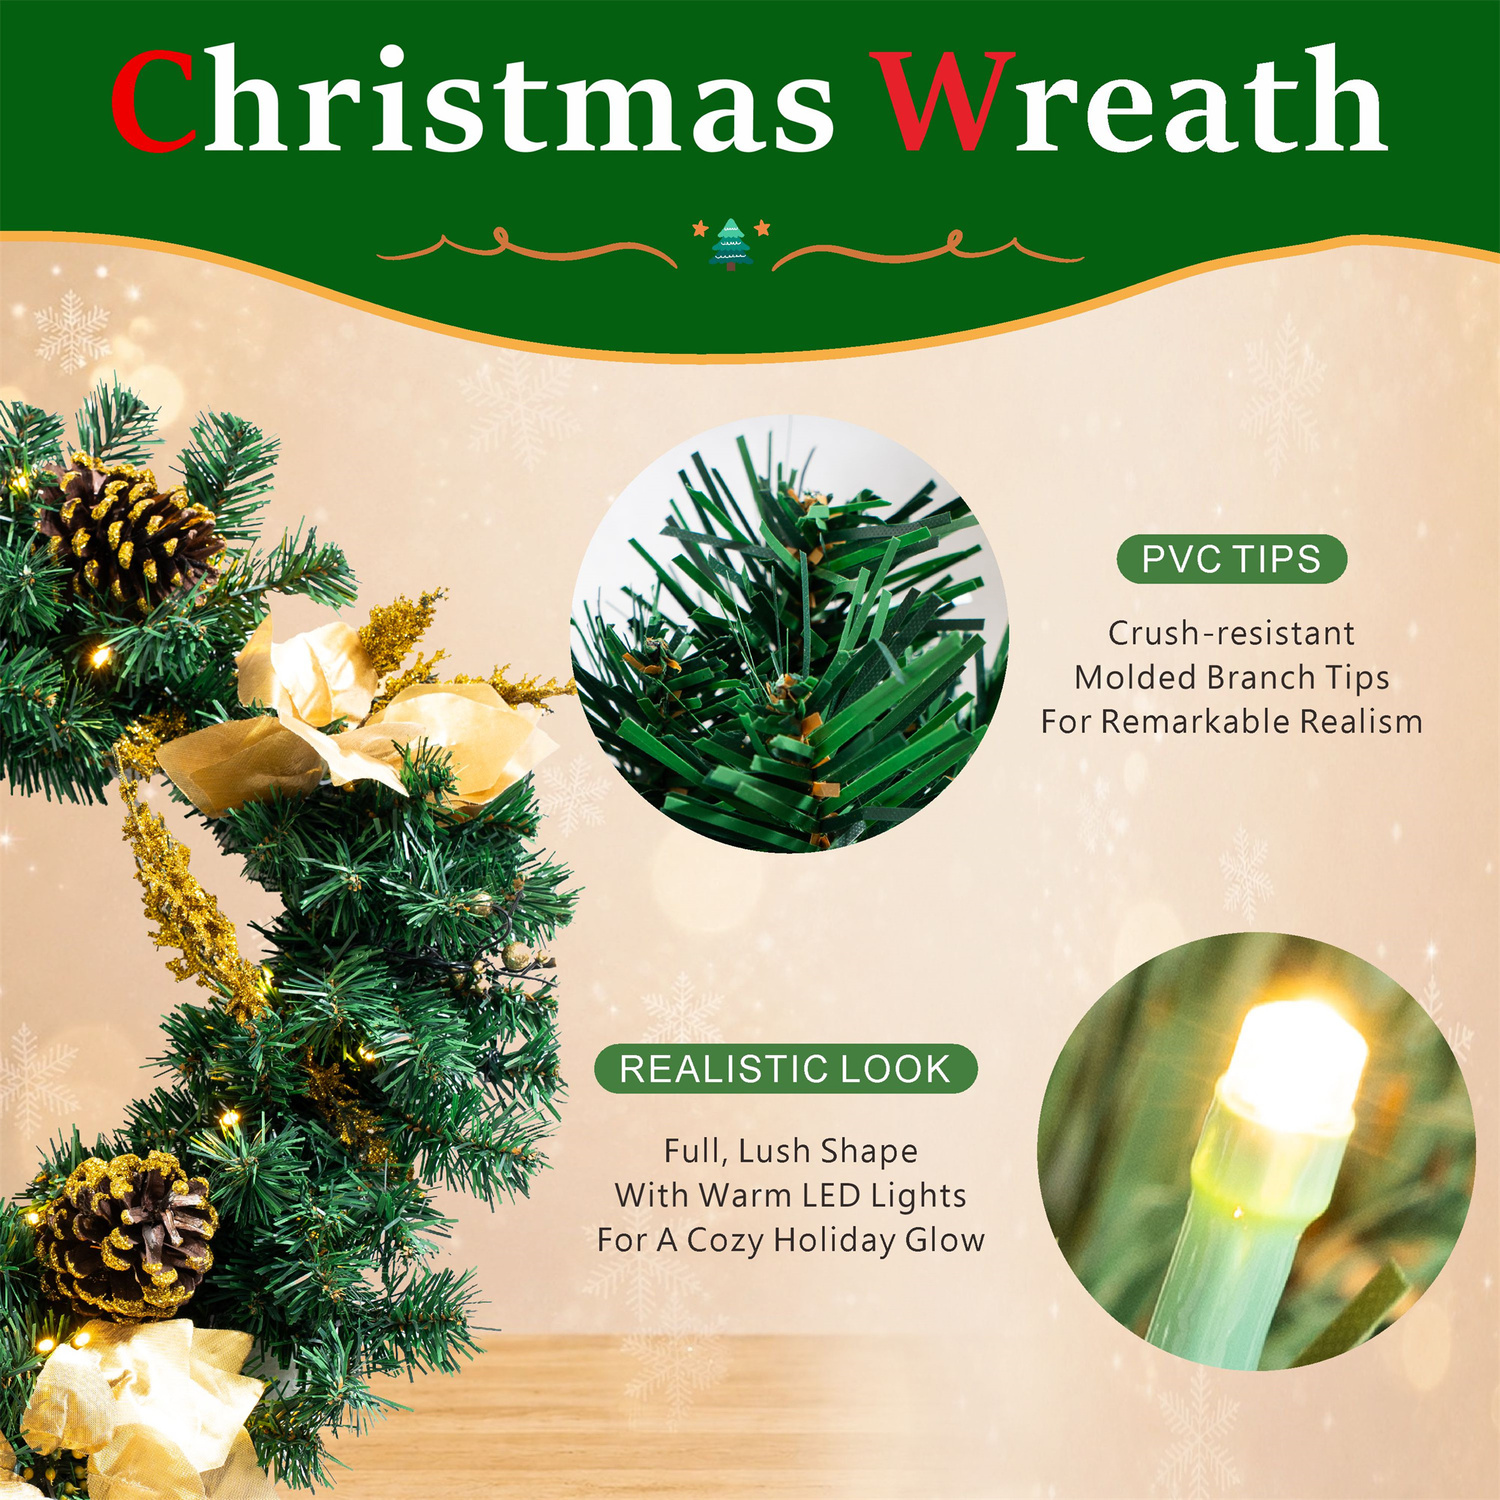 Christmas Wreath
PVC TIPS
Crush-resistant
Molded Branch Tips
For Remarkable Realism
REALISTIC LOOK
Full, Lush Shape
With Warm LED Lights
For A Cozy Holiday Glow